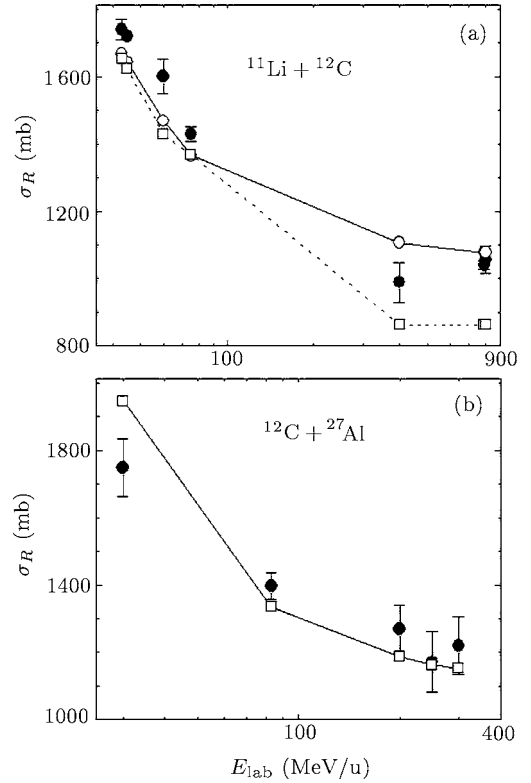 (a)
¹¹Li + ¹²C
1600
1200
800
σ_R (mb)
100
900
(b)
¹²C + ²⁷Al
1800
1400
1000
σ_R (mb)
100
400
E_lab (MeV/u)